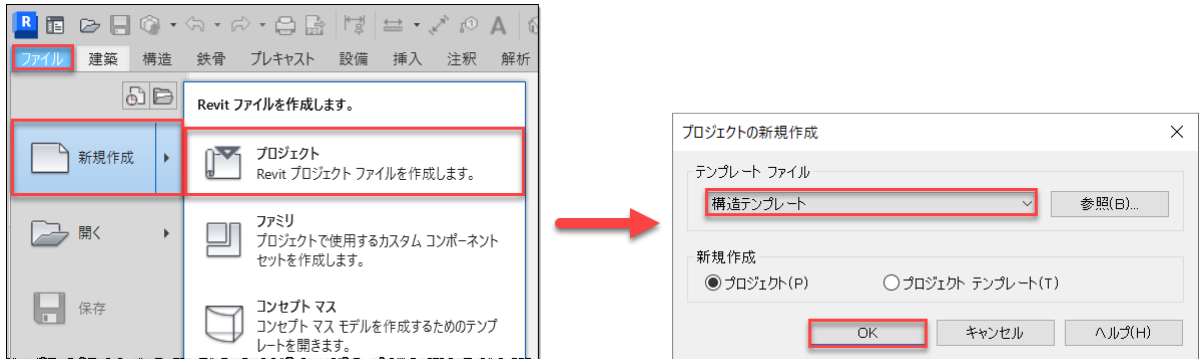 R
A
ファイル 建築 構造 鉄骨 プレキャスト 設備 挿入 注釈 解析
Revit ファイルを作成します。
新規作成
プロジェクト
Revit プロジェクト ファイルを作成します。
開く
ファミリ
プロジェクトで使用するカスタム コンポーネント
セットを作成します。
保存
コンセプト マス
コンセプト マス モデルを作成するためのテンプ
レートを開きます。
プロジェクトの新規作成
テンプレート ファイル
構造テンプレート
参照(B)...
新規作成
プロジェクト(P) プロジェクト テンプレート(T)
OK キャンセル ヘルプ(H)